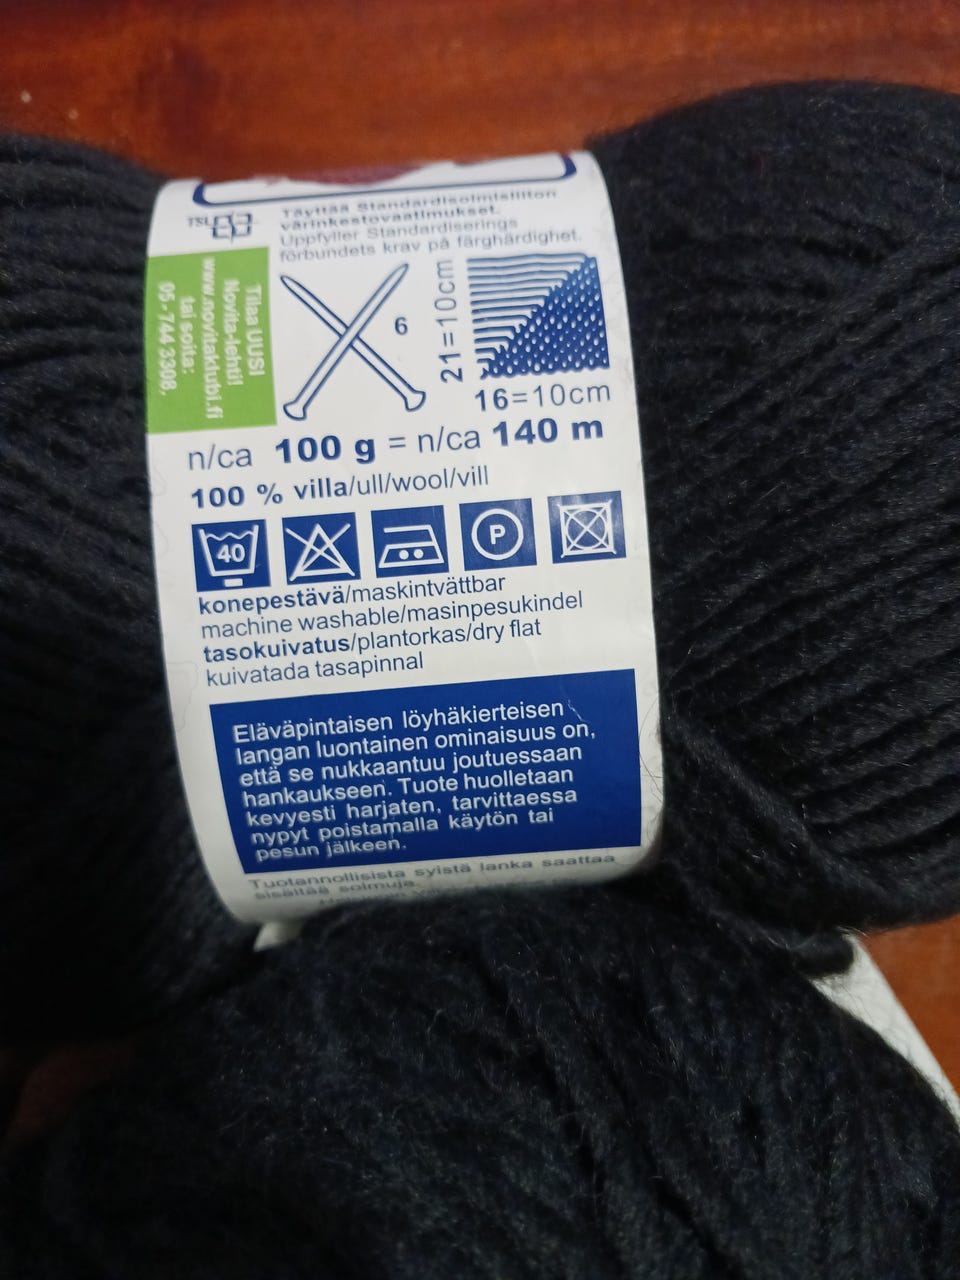 TSL
Täyttää Standardisoimisliiton
värinkestovaatimukset.
Uppfyller Standardiserings
förbundets krav på färghärdighet.
Tilaa UUSI
Novita-lehti!
www.novitaklubi.fi
tai soita:
05 - 744 3308.
6
21=10cm
16=10cm
n/ca 100 g = n/ca 140 m
100 % villa/ull/wool/vill
40
P
konepestävä/maskintvättbar
machine washable/masinpesukindel
tasokuivatus/plantorkas/dry flat
kuivatada tasapinnal
Eläväpintaisen löyhäkierteisen
langan luontainen ominaisuus on,
että se nukkaantuu joutuessaan
hankaukseen. Tuote huolletaan
kevyesti harjaten, tarvittaessa
nypyt poistamalla käytön tai
pesun jälkeen.
Tuotannollisista syistä lanka saattaa
sisältää solmuja.